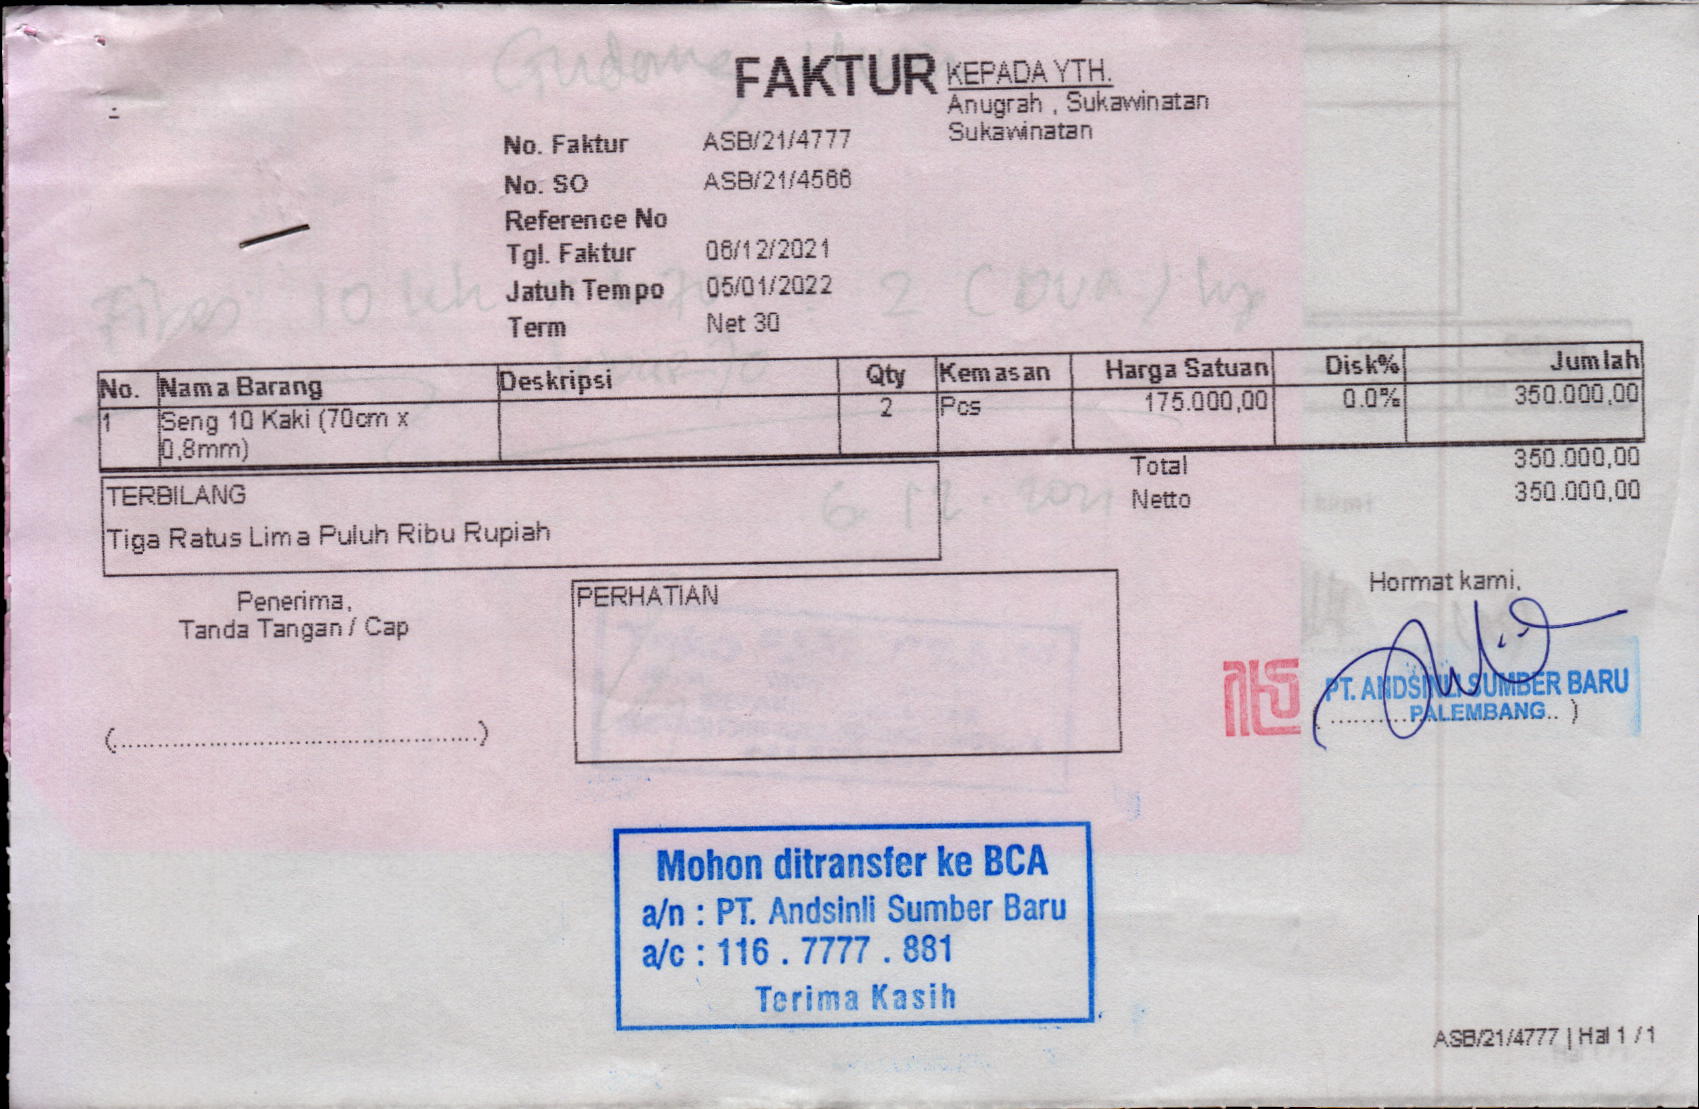 FAKTUR
KEPADA YTH.
Anugrah , Sukawinatan
Sukawinatan
No. Faktur ASB/21/4777
No. SO ASB/21/4566
Reference No
Tgl. Faktur 06/12/2021
Jatuh Tempo 05/01/2022
Term Net 30
No. Nama Barang Deskripsi Qty Kemasan Harga Satuan Disk% Jumlah
1 Seng 10 Kaki (70cm x 2 Pcs 175.000,00 0.0% 350.000,00
0,8mm)
Total 350.000,00
Netto 350.000,00
TERBILANG
Tiga Ratus Lima Puluh Ribu Rupiah
Penerima,
Tanda Tangan / Cap
(..................................................)
PERHATIAN
Hormat kami,
PT. ANDSINLI SUMBER BARU
PALEMBANG
Mohon ditransfer ke BCA
a/n : PT. Andsinli Sumber Baru
a/c : 116 . 7777 . 881
Terima Kasih
ASB/21/4777 | Hal 1 / 1